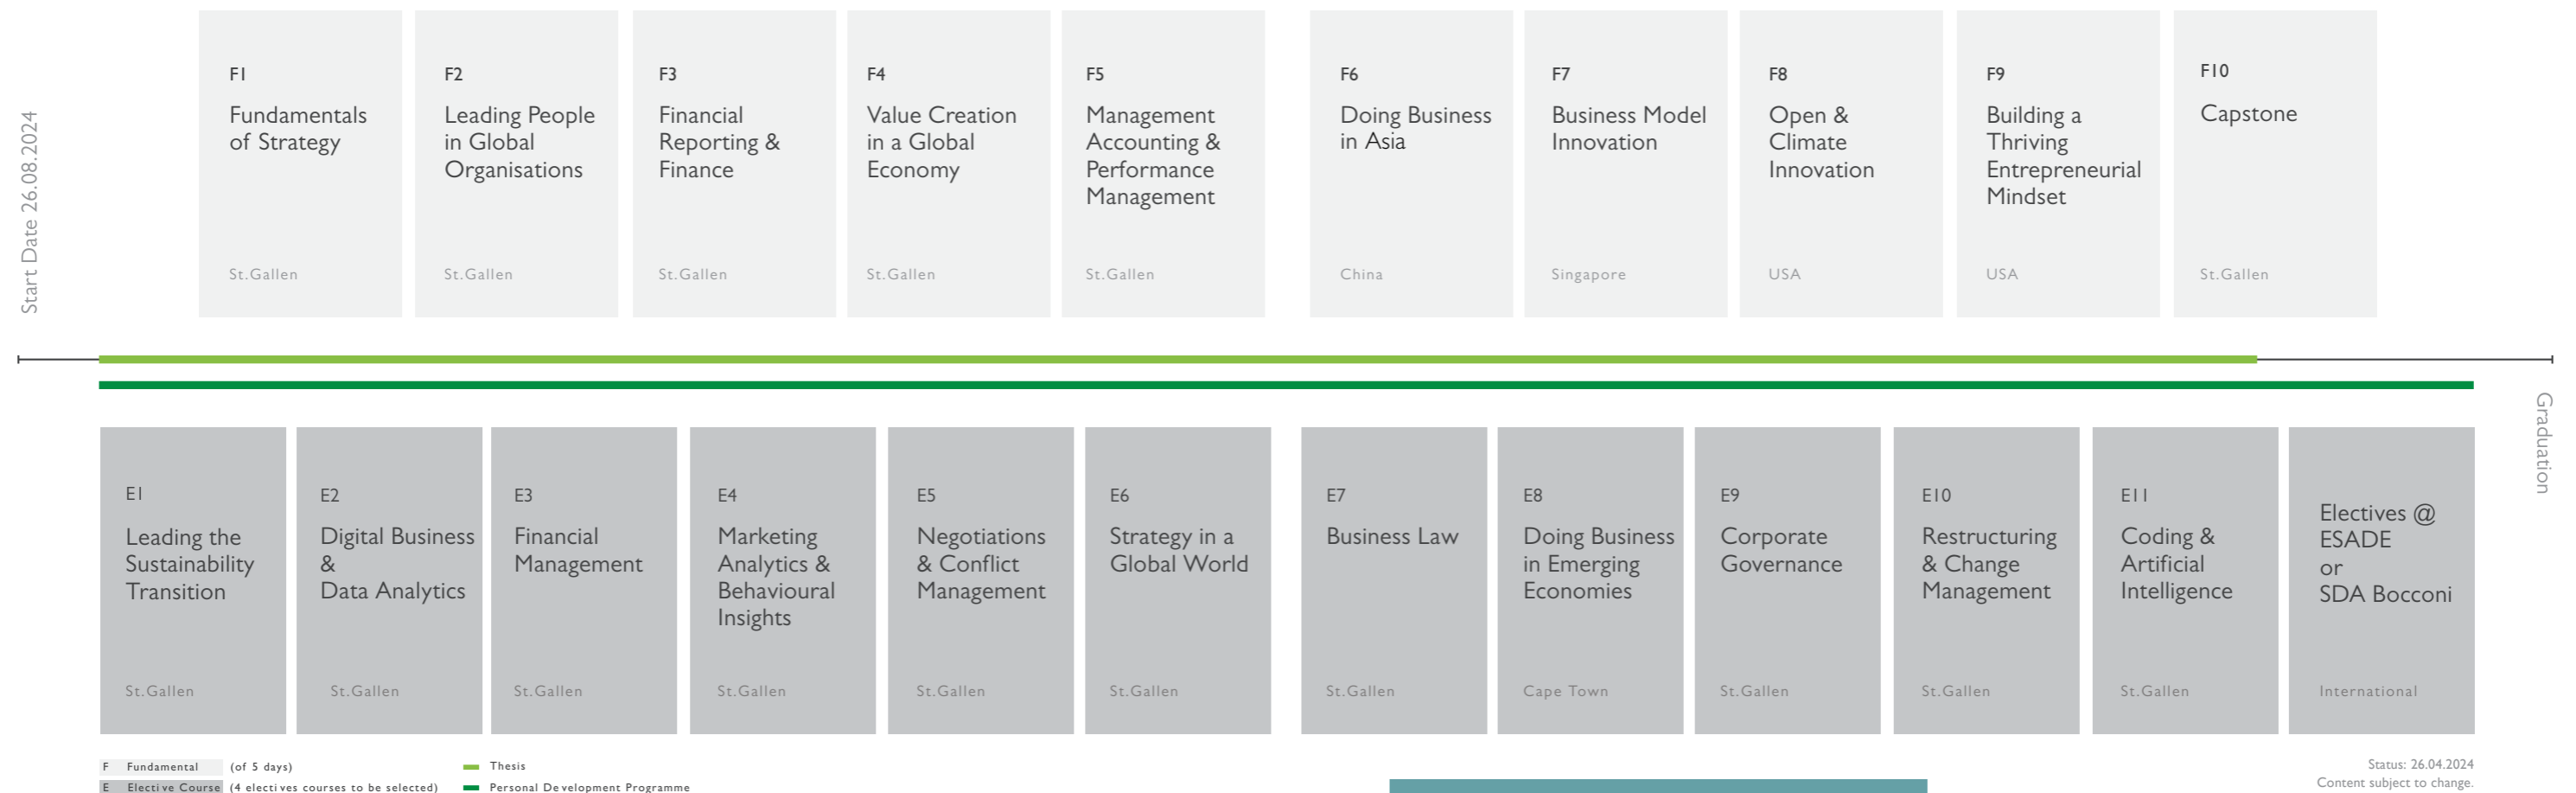 Start Date 26.08.2024
F1
Fundamentals
of Strategy
St.Gallen
F2
Leading People
in Global
Organisations
St.Gallen
F3
Financial
Reporting &
Finance
St.Gallen
F4
Value Creation
in a Global
Economy
St.Gallen
F5
Management
Accounting &
Performance
Management
St.Gallen
F6
Doing Business
in Asia
China
F7
Business Model
Innovation
Singapore
F8
Open &
Climate
Innovation
USA
F9
Building a
Thriving
Entrepreneurial
Mindset
USA
F10
Capstone
St.Gallen
Graduation
E1
Leading the
Sustainability
Transition
St.Gallen
E2
Digital Business
&
Data Analytics
St.Gallen
E3
Financial
Management
St.Gallen
E4
Marketing
Analytics &
Behavioural
Insights
St.Gallen
E5
Negotiations
& Conflict
Management
St.Gallen
E6
Strategy in a
Global World
St.Gallen
E7
Business Law
St.Gallen
E8
Doing Business
in Emerging
Economies
Cape Town
E9
Corporate
Governance
St.Gallen
E10
Restructuring
& Change
Management
St.Gallen
E11
Coding &
Artificial
Intelligence
St.Gallen
Electives @
ESADE
or
SDA Bocconi
International
F Fundamental (of 5 days)
E Elective Course (4 electives courses to be selected)
Thesis
Personal Development Programme
Status: 26.04.2024
Content subject to change.